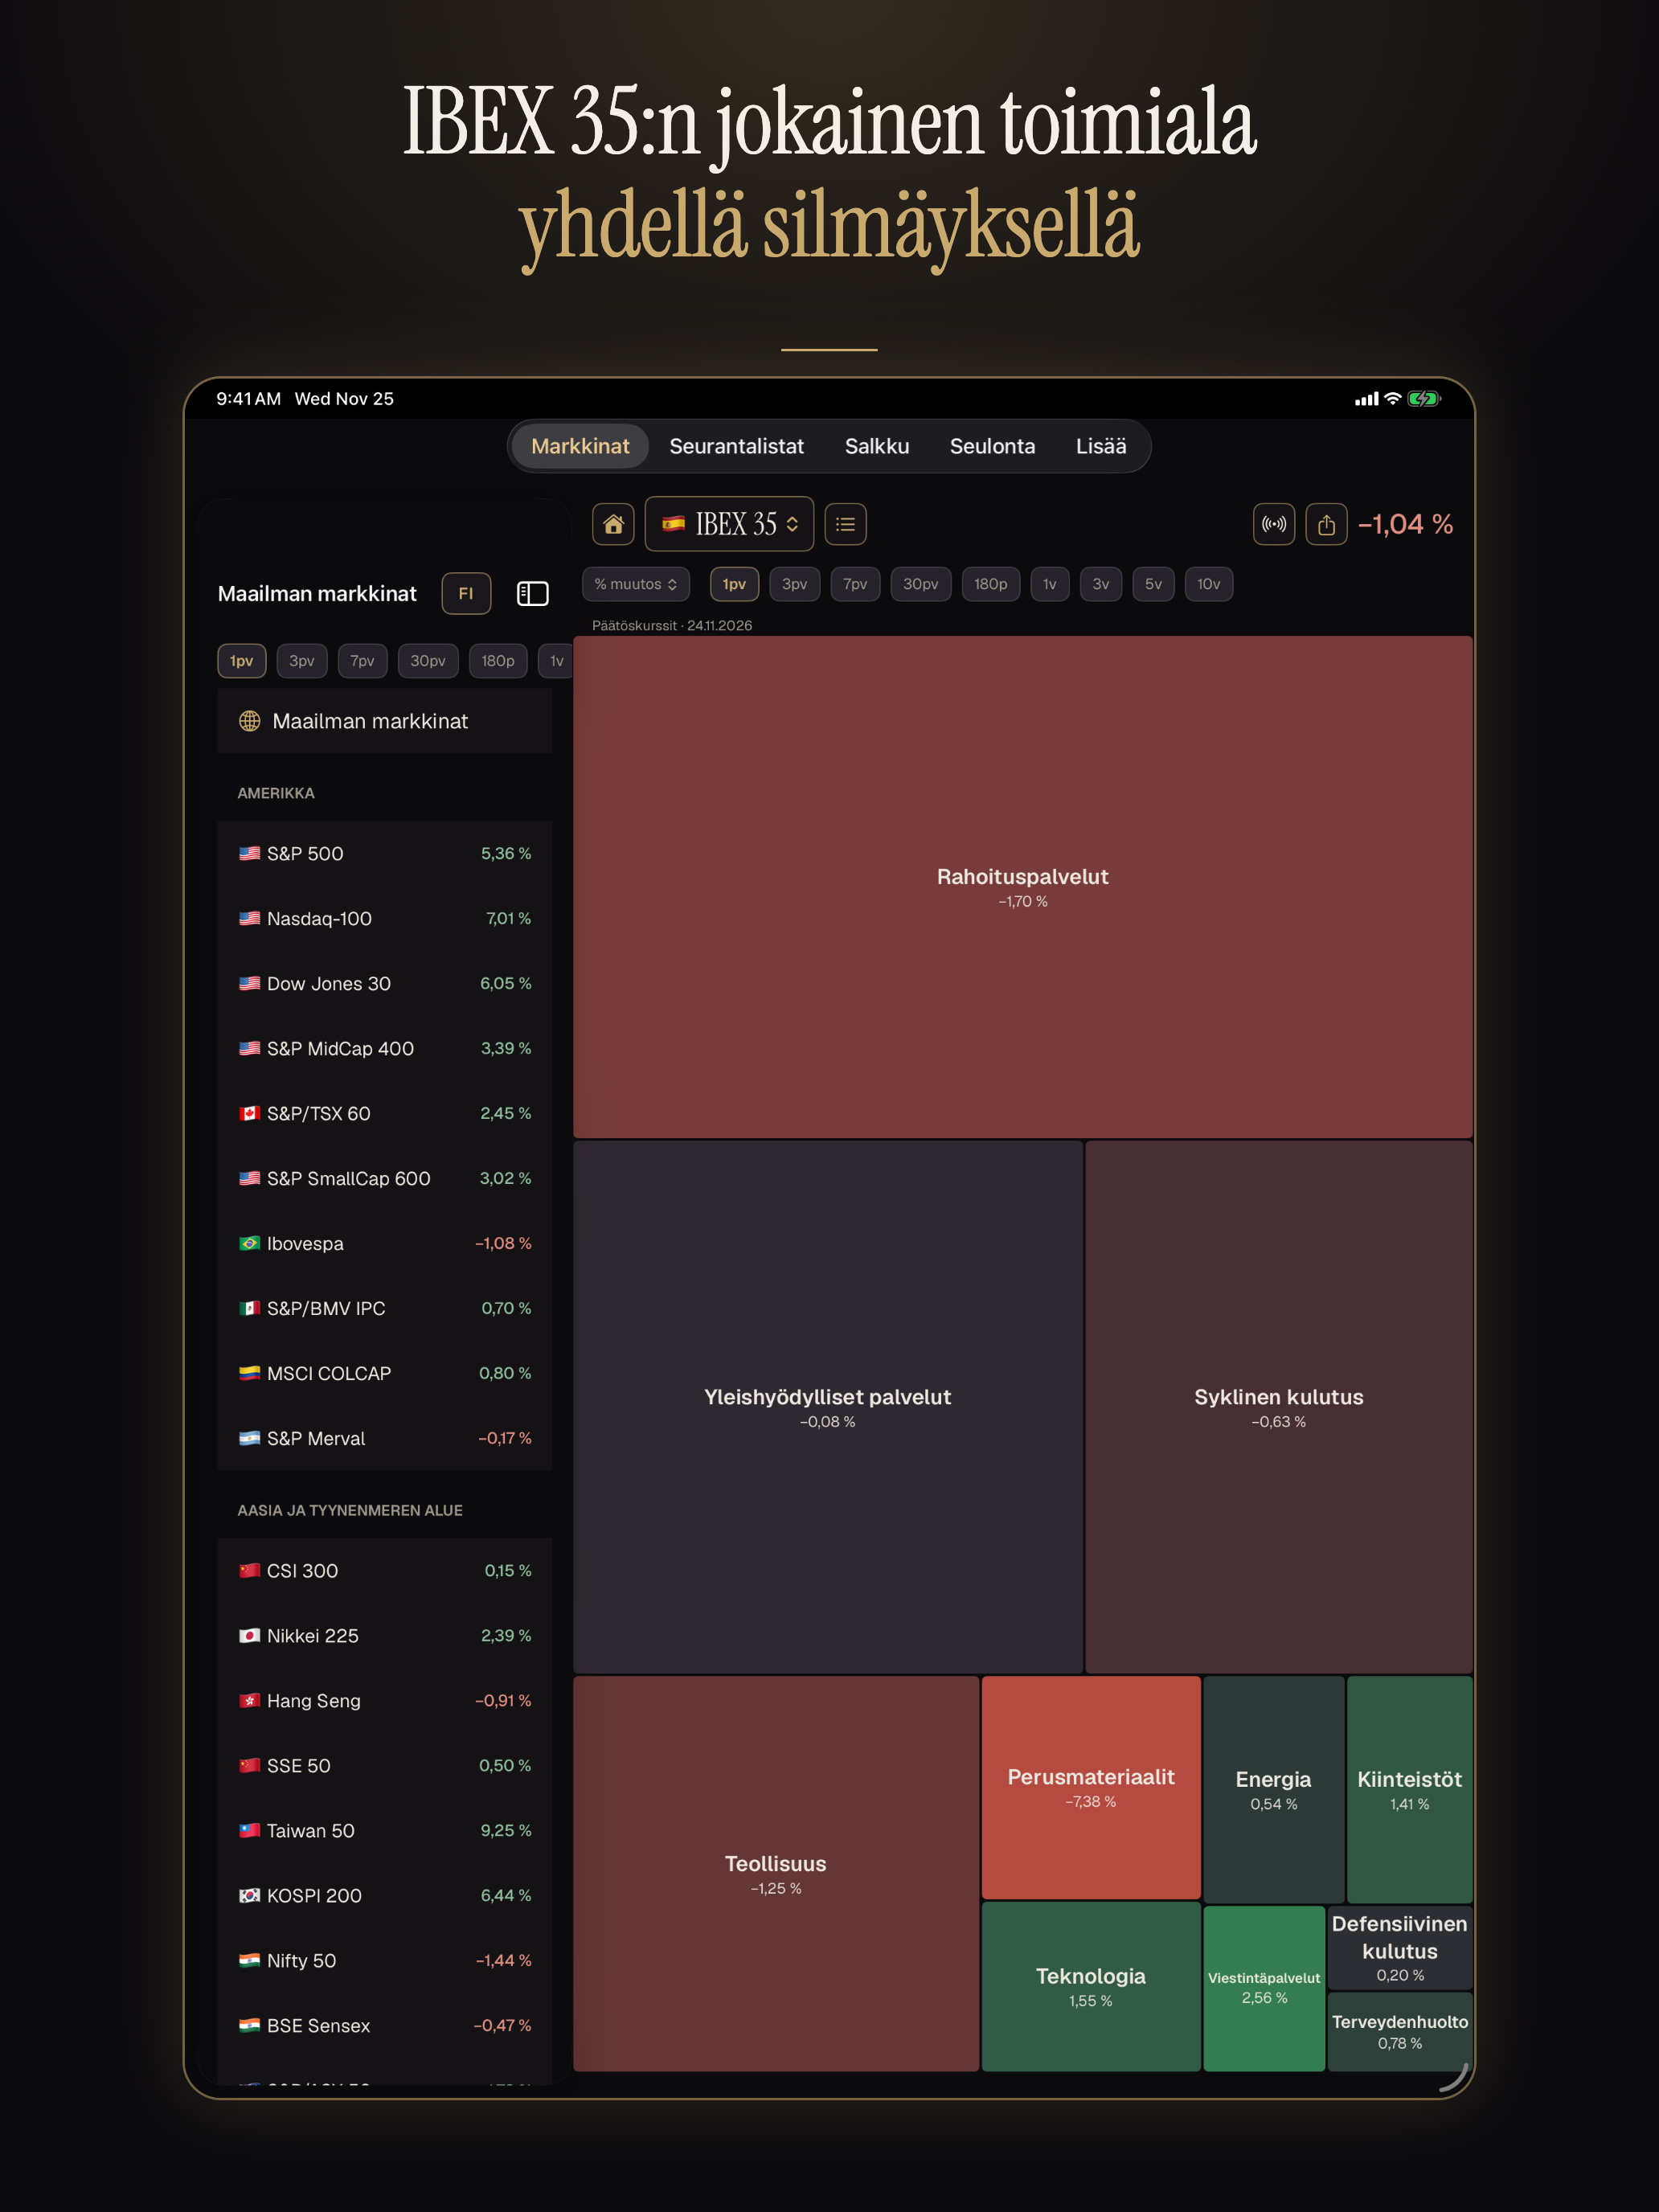 IBEX 35:n jokainen toimiala
yhdellä silmäyksellä
9:41 AM Wed Nov 25
Markkinat Seurantalistat Salkku Seulonta Lisää
IBEX 35
−1,04 %
Maailman markkinat FI
% muutos 1pv 3pv 7pv 30pv 180p 1v 3v 5v 10v
Päätöskurssit · 24.11.2026
1pv 3pv 7pv 30pv 180p 1v
Maailman markkinat
AMERIKKA
S&P 500 5,36 %
Nasdaq-100 7,01 %
Dow Jones 30 6,05 %
S&P MidCap 400 3,39 %
S&P/TSX 60 2,45 %
S&P SmallCap 600 3,02 %
Ibovespa −1,08 %
S&P/BMV IPC 0,70 %
MSCI COLCAP 0,80 %
S&P Merval −0,17 %
AASIA JA TYYNENMEREN ALUE
CSI 300 0,15 %
Nikkei 225 2,39 %
Hang Seng −0,91 %
SSE 50 0,50 %
Taiwan 50 9,25 %
KOSPI 200 6,44 %
Nifty 50 −1,44 %
BSE Sensex −0,47 %
Rahoituspalvelut
−1,70 %
Yleishyödylliset palvelut
−0,08 %
Syklinen kulutus
−0,63 %
Teollisuus
−1,25 %
Perusmateriaalit
−7,38 %
Energia
0,54 %
Kiinteistöt
1,41 %
Teknologia
1,55 %
Viestintäpalvelut
2,56 %
Defensiivinen
kulutus
0,20 %
Terveydenhuolto
0,78 %